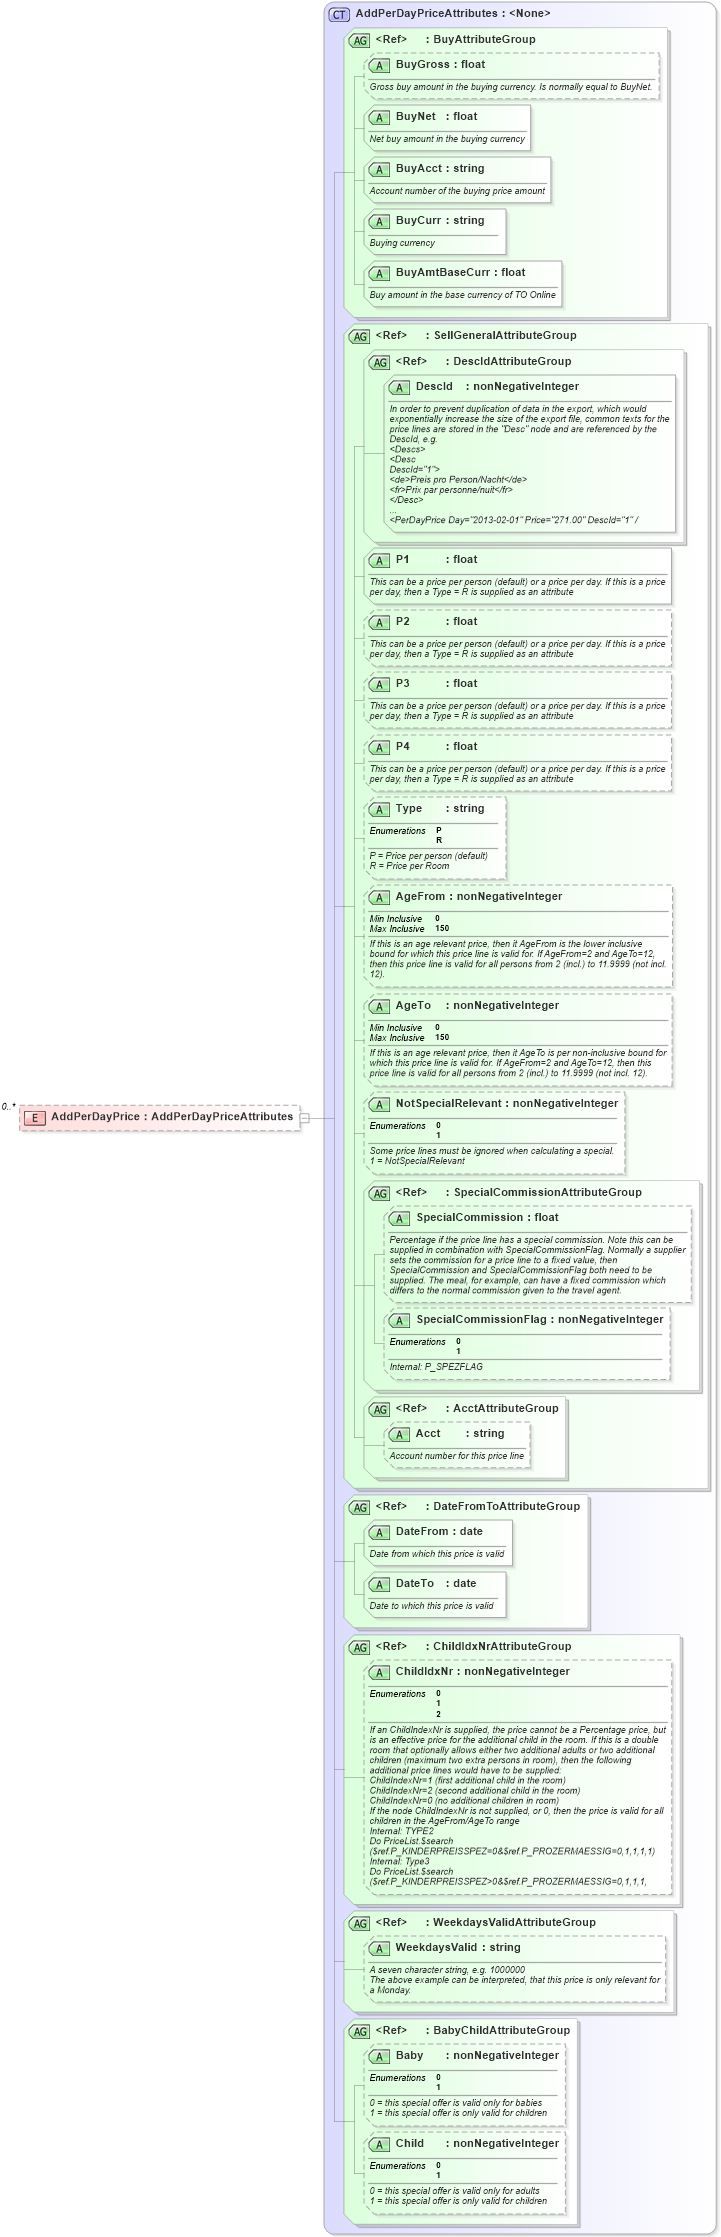 CT AddPerDayPriceAttributes : <None>
AG <Ref> : BuyAttributeGroup
A BuyGross : float
Gross buy amount in the buying currency. Is normally equal to BuyNet.
A BuyNet : float
Net buy amount in the buying currency
A BuyAcct : string
Account number of the buying price amount
A BuyCurr : string
Buying currency
A BuyAmtBaseCurr : float
Buy amount in the base currency of TO Online
AG <Ref> : SellGeneralAttributeGroup
AG <Ref> : DescIdAttributeGroup
A DescId : nonNegativeInteger
In order to prevent duplication of data in the export, which would
exponentially increase the size of the export file, common texts for the
price lines are stored in the "Desc" node and are referenced by the
DescId, e.g.
<Descs>
<Desc
DescId="1">
<de>Preis pro Person/Nacht</de>
<fr>Prix par personne/nuit</fr>
</Desc>
...
<PerDayPrice Day="2013-02-01" Price="271.00" DescId="1" /
A P1 : float
This can be a price per person (default) or a price per day. If this is a price
per day, then a Type = R is supplied as an attribute
A P2 : float
This can be a price per person (default) or a price per day. If this is a price
per day, then a Type = R is supplied as an attribute
A P3 : float
This can be a price per person (default) or a price per day. If this is a price
per day, then a Type = R is supplied as an attribute
A P4 : float
This can be a price per person (default) or a price per day. If this is a price
per day, then a Type = R is supplied as an attribute
A Type : string
Enumerations P
R
P = Price per person (default)
R = Price per Room
A AgeFrom : nonNegativeInteger
Min Inclusive 0
Max Inclusive 150
If this is an age relevant price, then it AgeFrom is the lower inclusive
bound for which this price line is valid for. If AgeFrom=2 and AgeTo=12,
then this price line is valid for all persons from 2 (incl.) to 11.9999 (not incl.
12).
A AgeTo : nonNegativeInteger
Min Inclusive 0
Max Inclusive 150
If this is an age relevant price, then it AgeTo is per non-inclusive bound for
which this price line is valid for. If AgeFrom=2 and AgeTo=12, then this
price line is valid for all persons from 2 (incl.) to 11.9999 (not incl. 12).
0..*
E AddPerDayPrice : AddPerDayPriceAttributes
A NotSpecialRelevant : nonNegativeInteger
Enumerations 0
1
Some price lines must be ignored when calculating a special.
1 = NotSpecialRelevant
AG <Ref> : SpecialCommissionAttributeGroup
A SpecialCommission : float
Percentage if the price line has a special commission. Note this can be
supplied in combination with SpecialCommissionFlag. Normally a supplier
sets the commission for a price line to a fixed value, then
SpecialCommission and SpecialCommissionFlag both need to be
supplied. The meal, for example, can have a fixed commission which
differs to the normal commission given to the travel agent.
A SpecialCommissionFlag : nonNegativeInteger
Enumerations 0
1
Internal: P_SPEZFLAG
AG <Ref> : AcctAttributeGroup
A Acct : string
Account number for this price line
AG <Ref> : DateFromToAttributeGroup
A DateFrom : date
Date from which this price is valid
A DateTo : date
Date to which this price is valid
AG <Ref> : ChildIdxNrAttributeGroup
A ChildIdxNr : nonNegativeInteger
Enumerations 0
1
2
If an ChildIndexNr is supplied, the price cannot be a Percentage price, but
is an effective price for the additional child in the room. If this is a double
room that optionally allows either two additional adults or two additional
children (maximum two extra persons in room), then the following
additional price lines would have to be supplied:
ChildIndexNr=1 (first additional child in the room)
ChildIndexNr=2 (second additional child in the room)
ChildIndexNr=0 (no additional children in room)
If the node ChildIndexNr is not supplied, or 0, then the price is valid for all
children in the AgeFrom/AgeTo range
Internal: TYPE2
Do PriceList.$search
($ref.P_KINDERPREISSPEZ=0&$ref.P_PROZERMAESSIG=0,1,1,1,1)
Internal: Type3
Do PriceList.$search
($ref.P_KINDERPREISSPEZ>0&$ref.P_PROZERMAESSIG=0,1,1,1,
AG <Ref> : WeekdaysValidAttributeGroup
A WeekdaysValid : string
A seven character string, e.g. 1000000
The above example can be interpreted, that this price is only relevant for
a Monday.
AG <Ref> : BabyChildAttributeGroup
A Baby : nonNegativeInteger
Enumerations 0
1
0 = this special offer is valid only for babies
1 = this special offer is only valid for children
A Child : nonNegativeInteger
Enumerations 0
1
0 = this special offer is valid only for adults
1 = this special offer is only valid for children